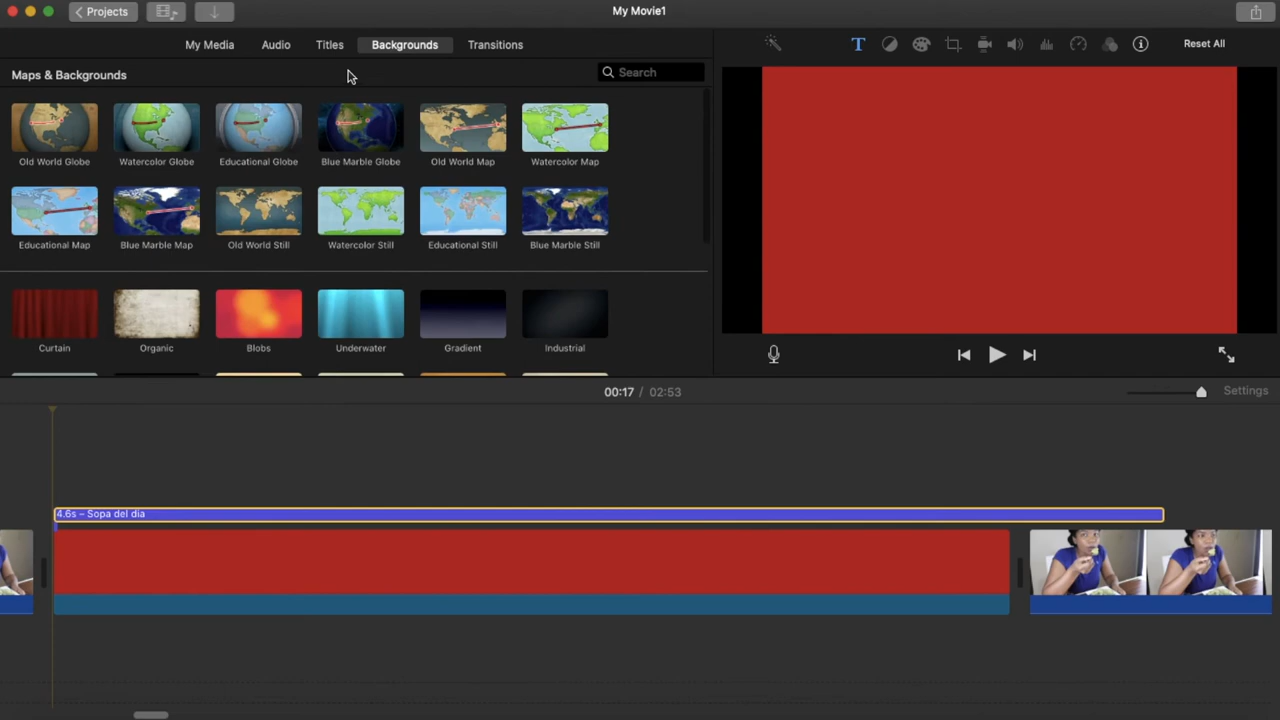 My Movie1
Projects
My Media Audio Titles Backgrounds Transitions
T
Reset All
Maps & Backgrounds
Search
Old World Globe Watercolor Globe Educational Globe Blue Marble Globe Old World Map Watercolor Map
Educational Map Blue Marble Map Old World Still Watercolor Still Educational Still Blue Marble Still
Curtain Organic Blobs Underwater Gradient Industrial
00:17 / 02:53
Settings
4.6s – Sopa del dia